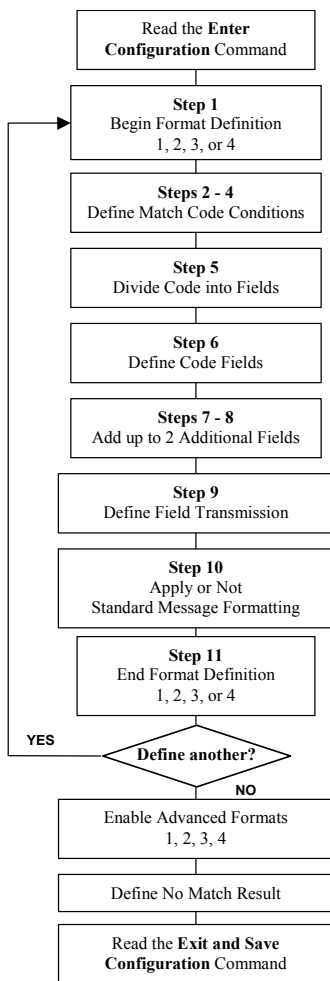 Read the Enter
Configuration Command
Step 1
Begin Format Definition
1, 2, 3, or 4
Steps 2 - 4
Define Match Code Conditions
Step 5
Divide Code into Fields
Step 6
Define Code Fields
Steps 7 - 8
Add up to 2 Additional Fields
Step 9
Define Field Transmission
Step 10
Apply or Not
Standard Message Formatting
Step 11
End Format Definition
1, 2, 3, or 4
YES
Define another?
NO
Enable Advanced Formats
1, 2, 3, 4
Define No Match Result
Read the Exit and Save
Configuration Command